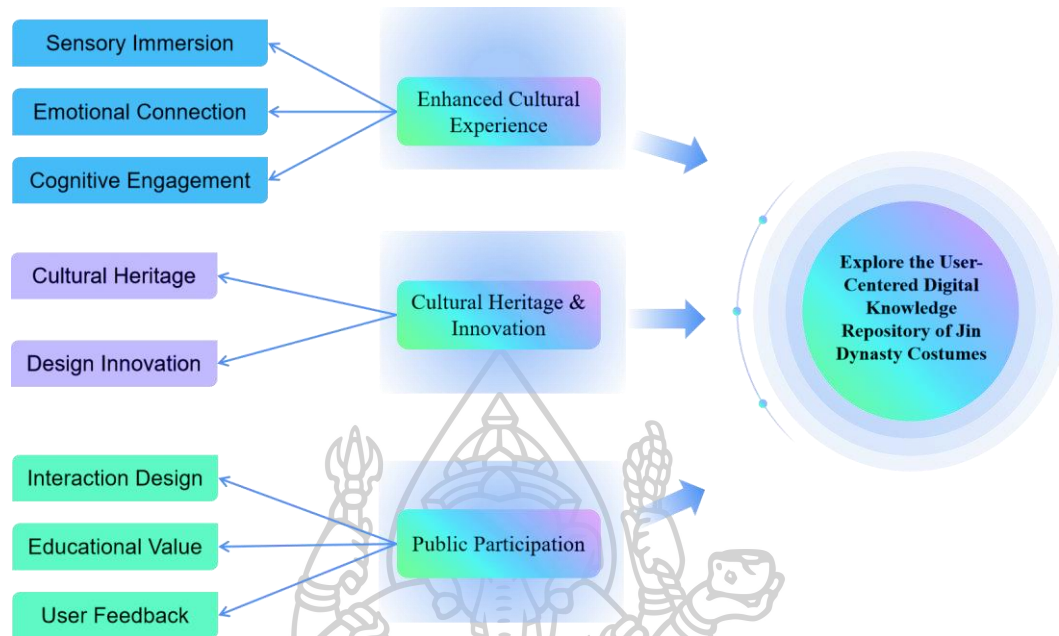 Sensory Immersion
Emotional Connection
Cognitive Engagement
Enhanced Cultural
Experience
Cultural Heritage
Design Innovation
Cultural Heritage &
Innovation
Interaction Design
Educational Value
User Feedback
Public Participation
Explore the User-
Centered Digital
Knowledge
Repository of Jin
Dynasty Costumes